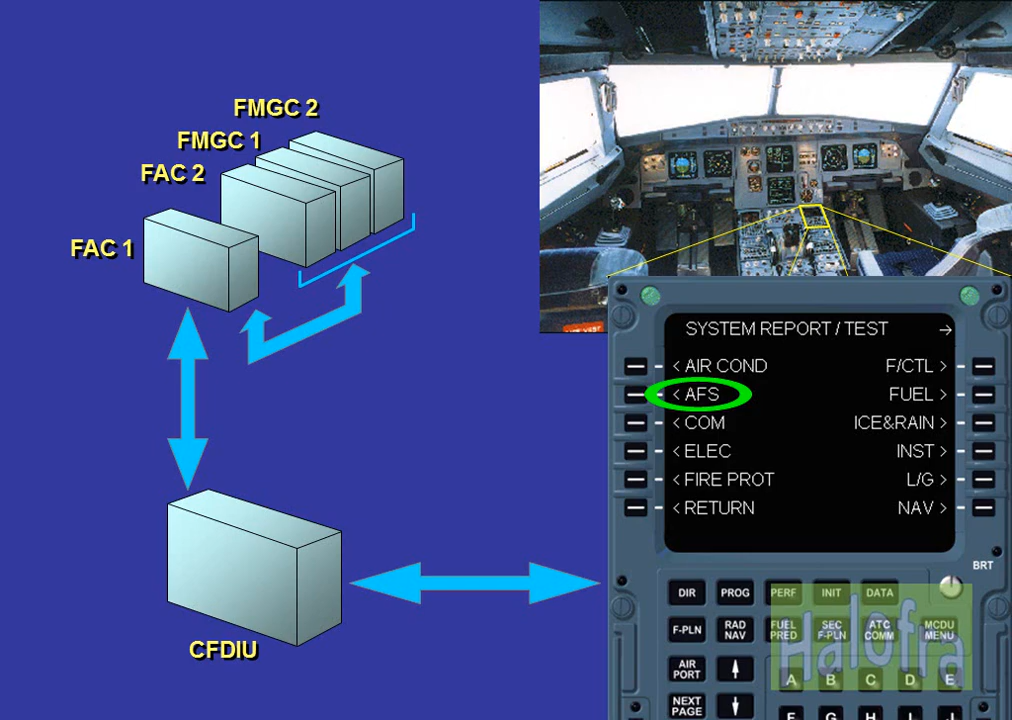 FMGC 2
FMGC 1
FAC 2
FAC 1
CFDIU
SYSTEM REPORT / TEST →
< AIR COND F/CTL >
< AFS FUEL >
< COM ICE&RAIN >
< ELEC INST >
< FIRE PROT L/G >
< RETURN NAV >
BRT
DIR PROG PERF INIT DATA
F-PLN RAD NAV FUEL PRED SEC F-PLN ATC COMM MCDU MENU
AIR PORT ↑
NEXT PAGE ↓
A B C D E
F G H I J
Halofra